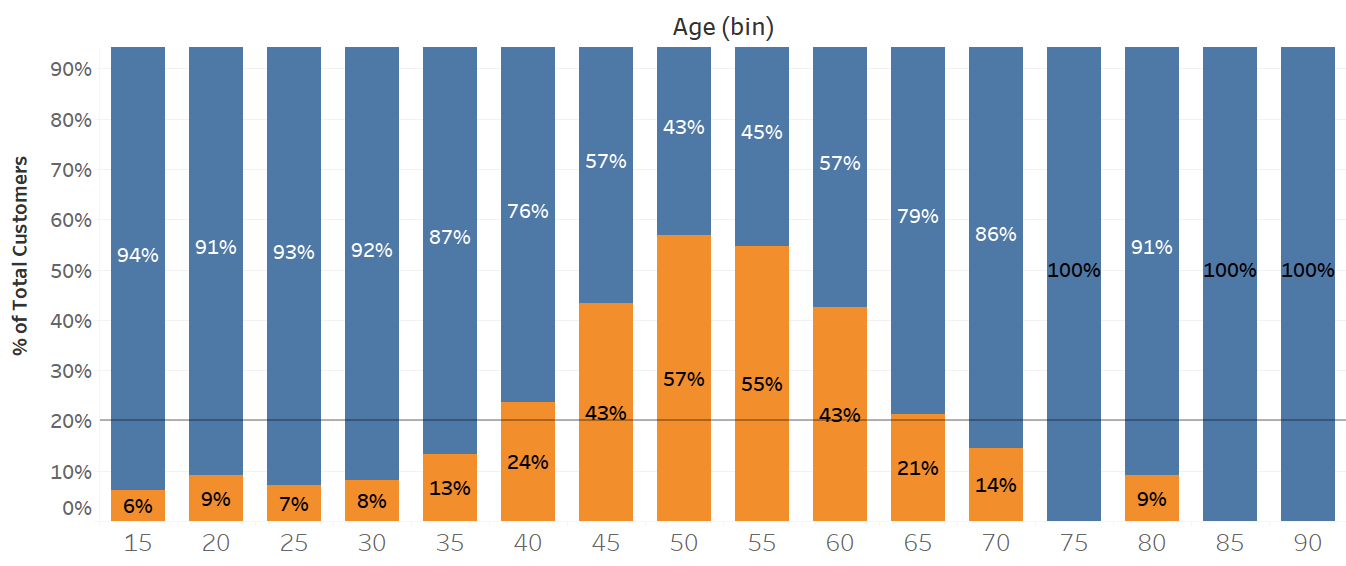 Age (bin)
% of Total Customers
90%
80%
70%
60%
50%
40%
30%
20%
10%
0%
94% 91% 93% 92% 87% 76% 57% 43% 45% 57% 79% 86% 100% 91% 100% 100%
6% 9% 7% 8% 13% 24% 43% 57% 55% 43% 21% 14% 9%
15 20 25 30 35 40 45 50 55 60 65 70 75 80 85 90